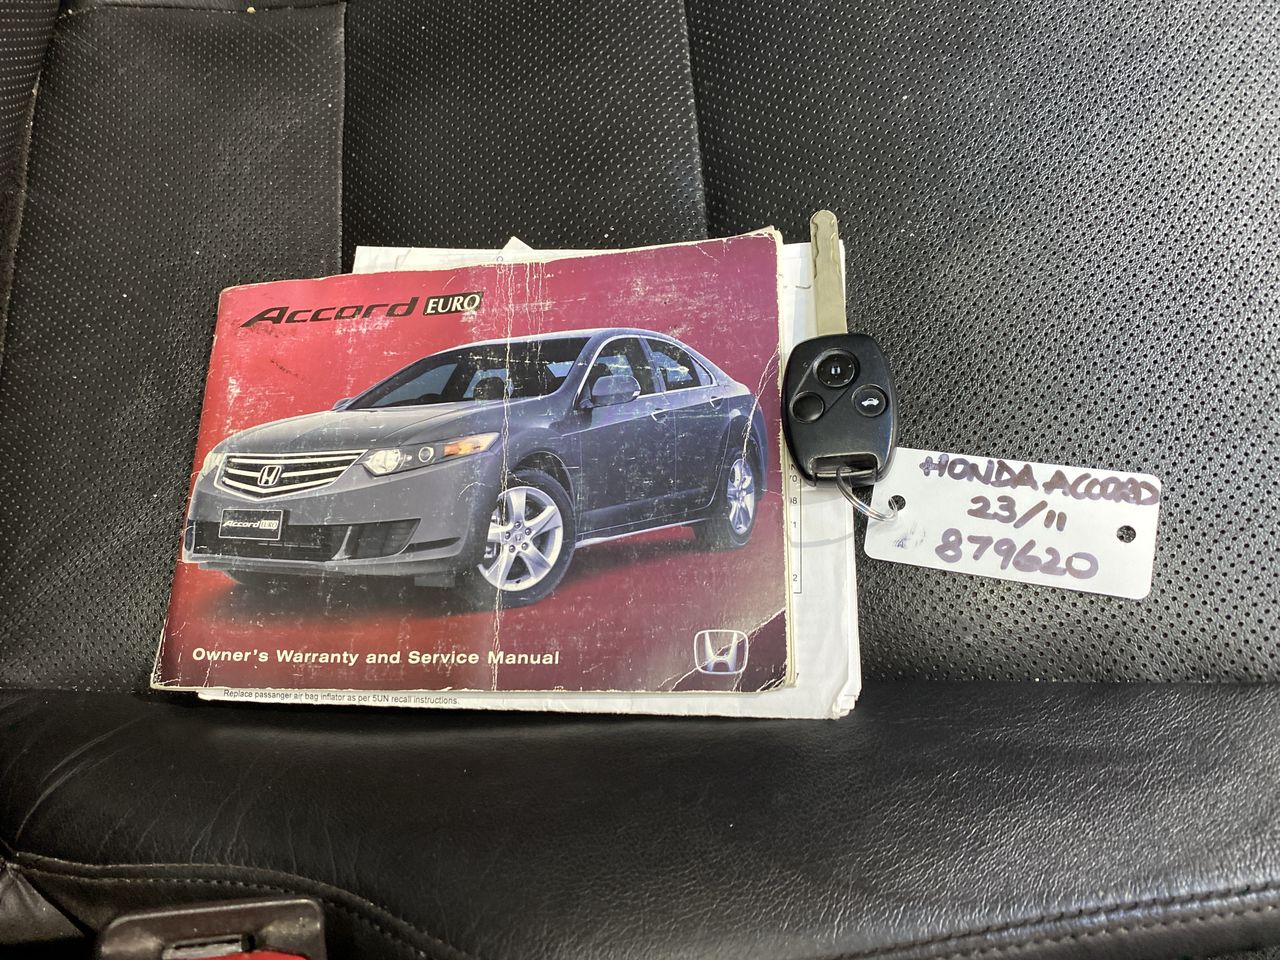 Accord EURO
Accord EURO
Owner's Warranty and Service Manual
Replace passenger air bag inflator as per 5UN recall instructions.
HONDA ACCORD
23/11
879620